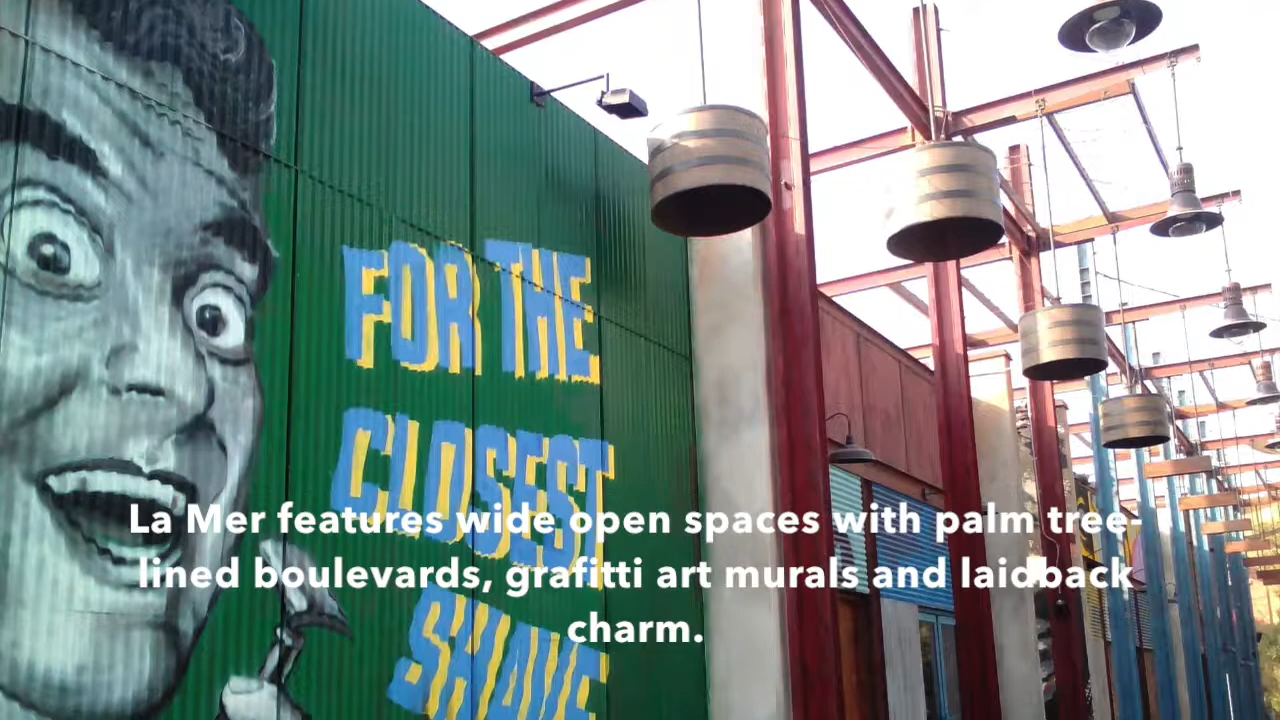 FOR THE
CLOSEST
SHAVE
La Mer features wide open spaces with palm tree-
lined boulevards, grafitti art murals and laidback
charm.